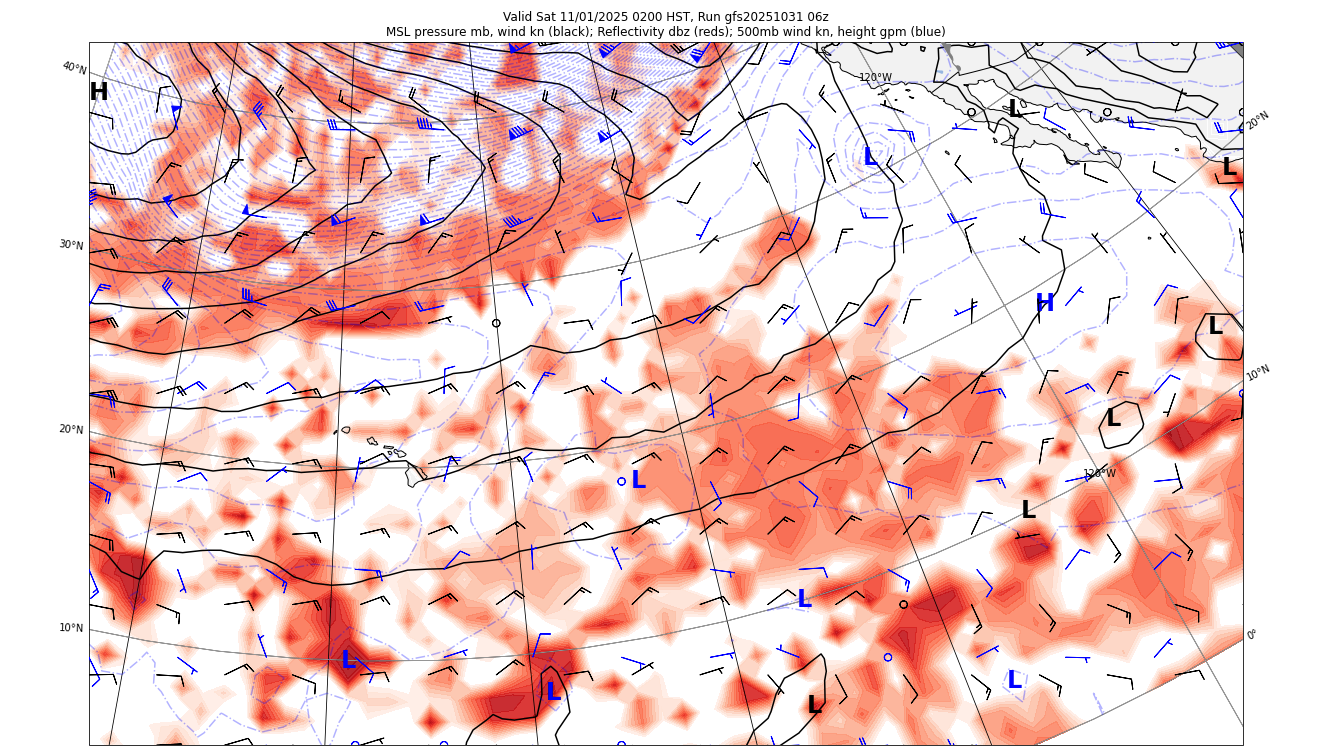 Valid Sat 11/01/2025 0200 HST, Run gfs20251031 06z
MSL pressure mb, wind kn (black); Reflectivity dbz (reds); 500mb wind kn, height gpm (blue)
40°N
H
120°W
L
20°N
L
L
30°N
H
L
10°N
L
20°N
120°W
L
L
L
10°N
0°
L
L
L
L